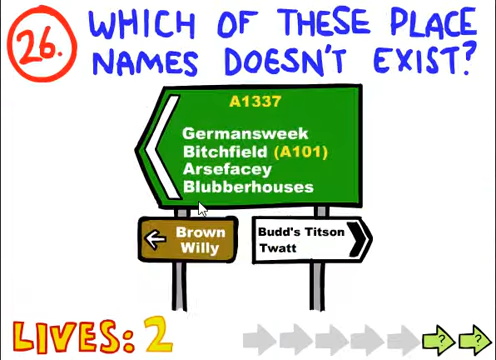 26. WHICH OF THESE PLACE
NAMES DOESN'T EXIST?
A1337
Germansweek
Bitchfield (A101)
Arsefacey
Blubberhouses
Brown
Willy
Budd's Titson
Twatt
LIVES: 2
? ?